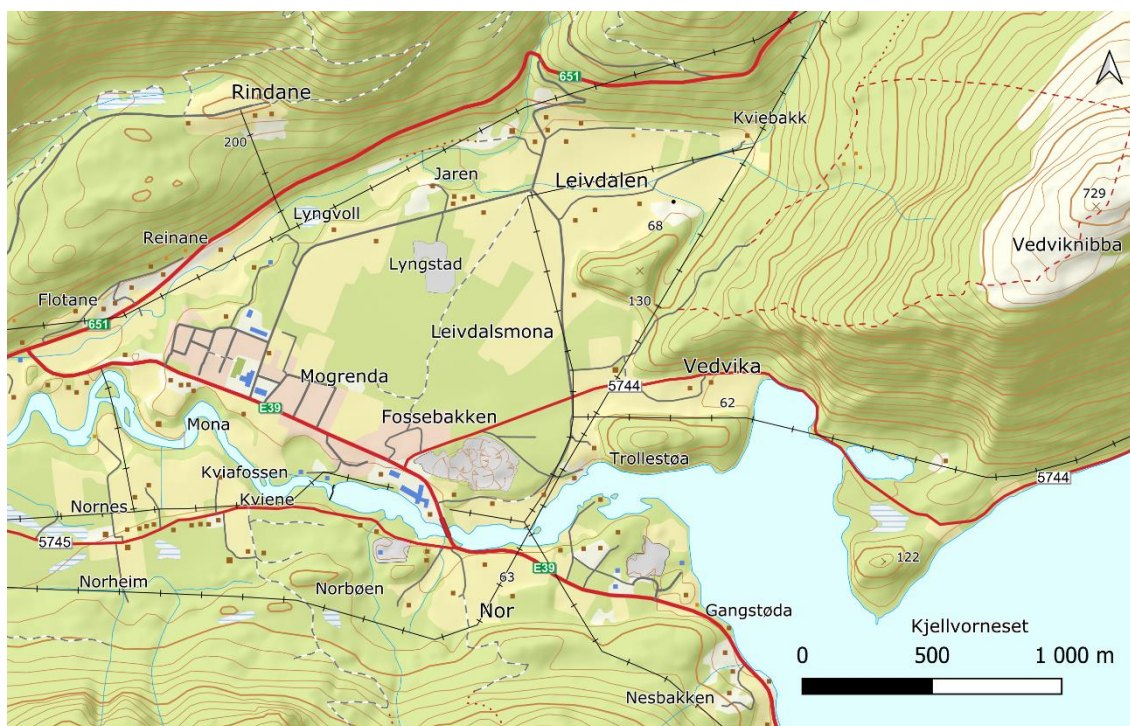 651
Rindane
Kviebakk
200
Jaren
Leivdalen
729
Lyngvoll
68
Reinane
Vedviknibba
Lyngstad
Flotane
130
Leivdalsmona
651
Vedvika
Mogrenda
5744
E39
62
Fossebakken
Mona
Trollestøa
Kviafossen
5744
Nornes
Kviene
5745
122
Norheim
Norbøen
63
E39
Nor
Gangstøda
Kjellvorneset
0 500 1 000 m
Nesbakken